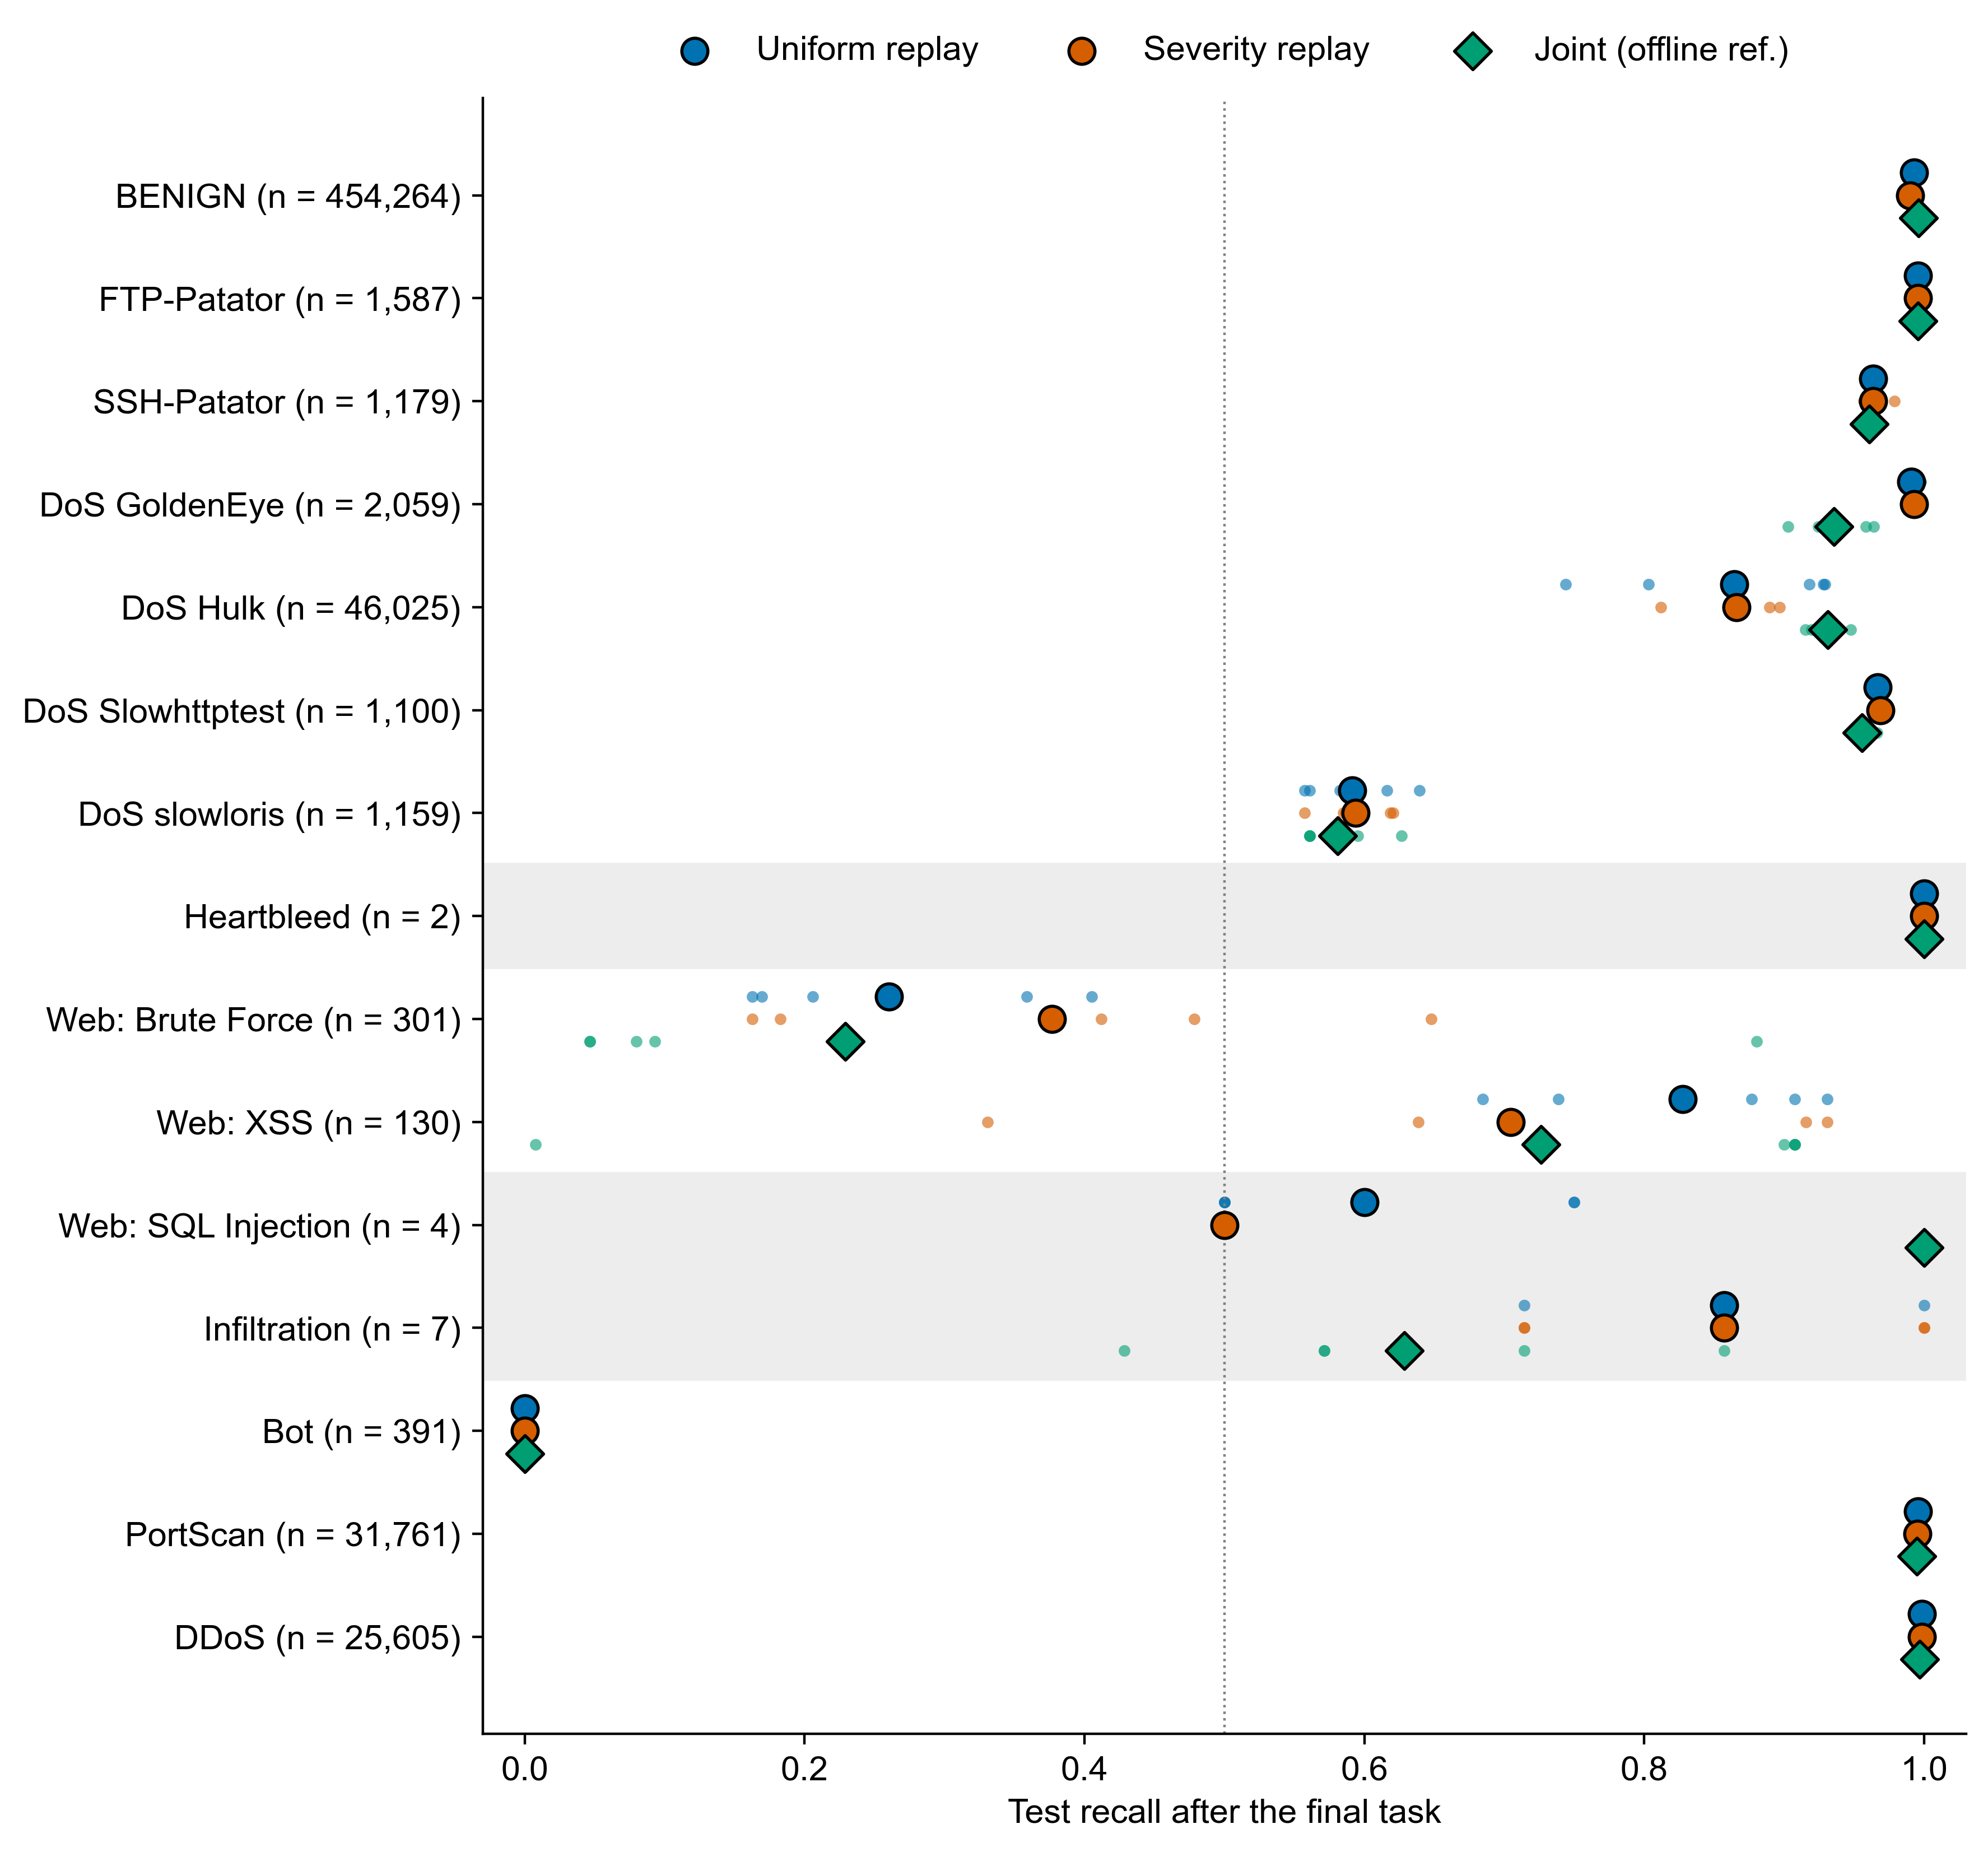 Uniform replay Severity replay Joint (offline ref.)
BENIGN (n = 454,264)
FTP-Patator (n = 1,587)
SSH-Patator (n = 1,179)
DoS GoldenEye (n = 2,059)
DoS Hulk (n = 46,025)
DoS Slowhttptest (n = 1,100)
DoS slowloris (n = 1,159)
Heartbleed (n = 2)
Web: Brute Force (n = 301)
Web: XSS (n = 130)
Web: SQL Injection (n = 4)
Infiltration (n = 7)
Bot (n = 391)
PortScan (n = 31,761)
DDoS (n = 25,605)
0.0 0.2 0.4 0.6 0.8 1.0
Test recall after the final task